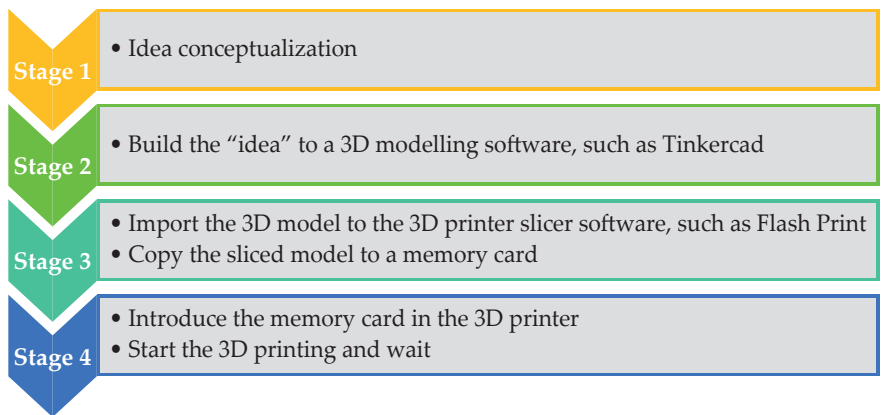 Stage 1
• Idea conceptualization
Stage 2
• Build the “idea” to a 3D modelling software, such as Tinkercad
Stage 3
• Import the 3D model to the 3D printer slicer software, such as Flash Print
• Copy the sliced model to a memory card
Stage 4
• Introduce the memory card in the 3D printer
• Start the 3D printing and wait